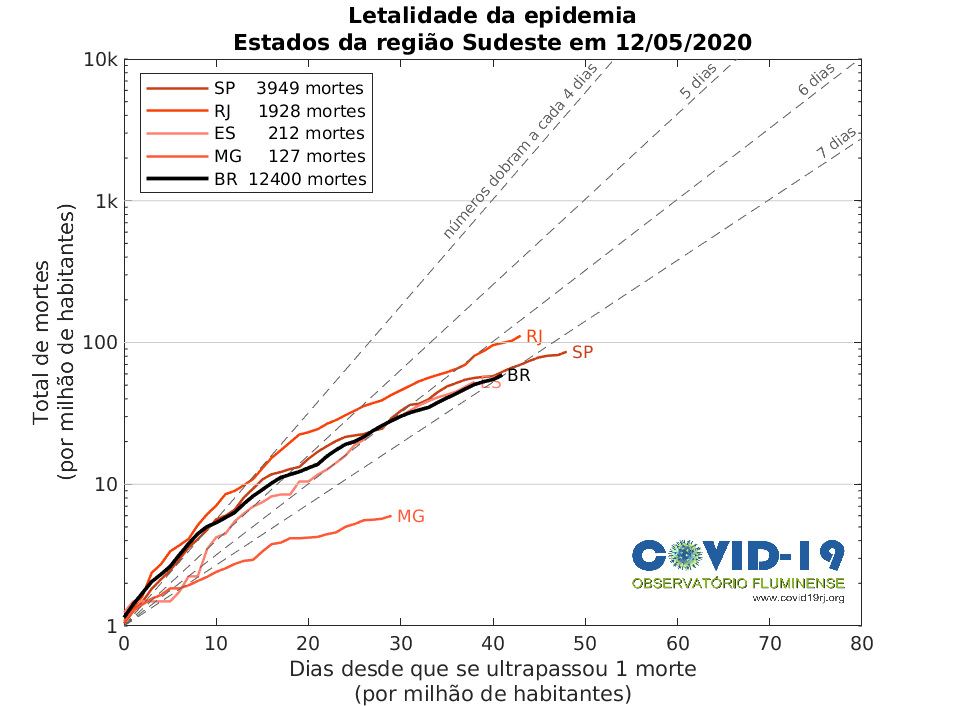 Letalidade da epidemia
Estados da região Sudeste em 12/05/2020
10k
1k
100
10
1
Total de mortes
(por milhão de habitantes)
SP 3949 mortes
RJ 1928 mortes
ES 212 mortes
MG 127 mortes
BR 12400 mortes
números dobram a cada 4 dias
5 dias
6 dias
7 dias
RJ
SP
BR
ES
MG
COVID-19
OBSERVATÓRIO FLUMINENSE
www.covid19rj.org
0 10 20 30 40 50 60 70 80
Dias desde que se ultrapassou 1 morte
(por milhão de habitantes)